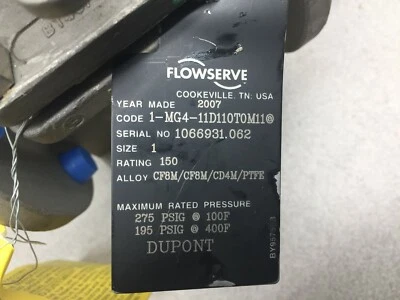 FLOWSERVE
COOKEVILLE, TN: USA
YEAR MADE 2007
CODE 1-MG4-11D110T0M11@
SERIAL NO 1066931.062
SIZE 1
RATING 150
ALLOY CF8M/CF8M/CD4M/PTFE
MAXIMUM RATED PRESSURE
275 PSIG @ 100F
195 PSIG @ 400F
DUPONT